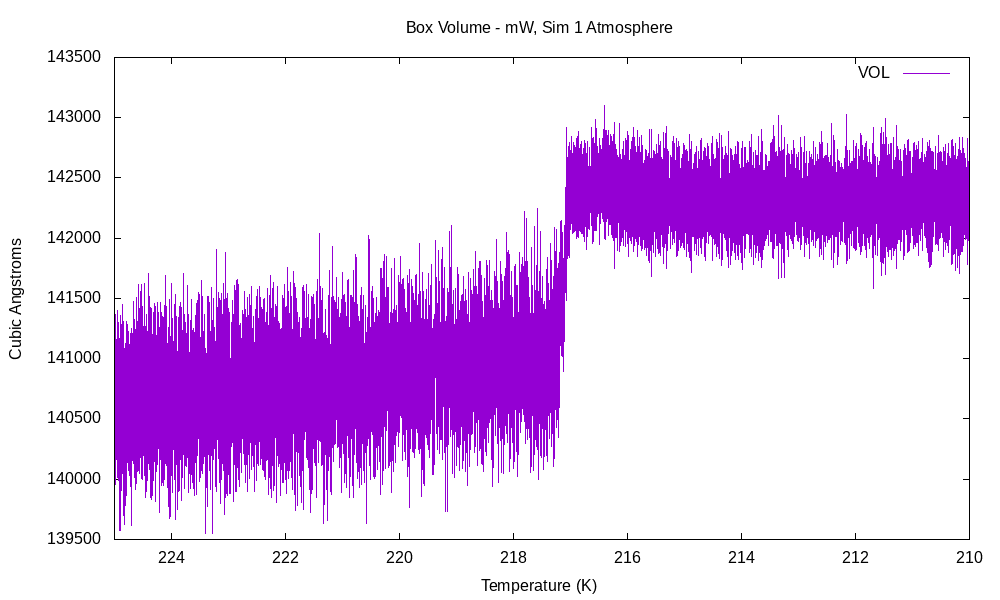 Box Volume - mW, Sim 1 Atmosphere
VOL
143500
143000
142500
142000
141500
141000
140500
140000
139500
Cubic Angstroms
224 222 220 218 216 214 212 210
Temperature (K)